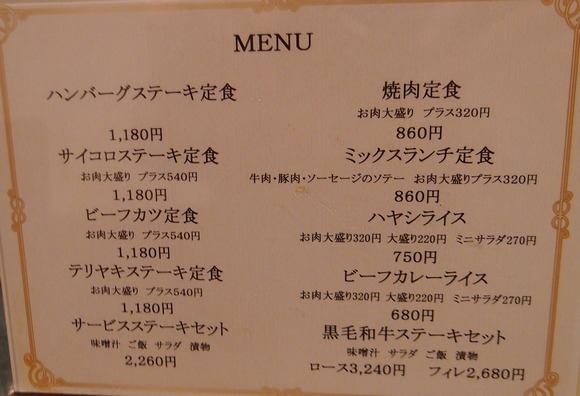 MENU
ハンバーグステーキ定食
1,180円
サイコロステーキ定食
お肉大盛り プラス540円
1,180円
ビーフカツ定食
お肉大盛り プラス540円
1,180円
テリヤキステーキ定食
お肉大盛り プラス540円
1,180円
サービスステーキセット
味噌汁 ご飯 サラダ 漬物
2,260円
焼肉定食
お肉大盛り プラス320円
860円
ミックスランチ定食
牛肉・豚肉・ソーセージのソテー お肉大盛りプラス320円
860円
ハヤシライス
お肉大盛り320円 大盛り220円 ミニサラダ270円
750円
ビーフカレーライス
お肉大盛り320円 大盛り220円 ミニサラダ270円
680円
黒毛和牛ステーキセット
味噌汁 サラダ ご飯 漬物
ロース3,240円 フィレ2,680円